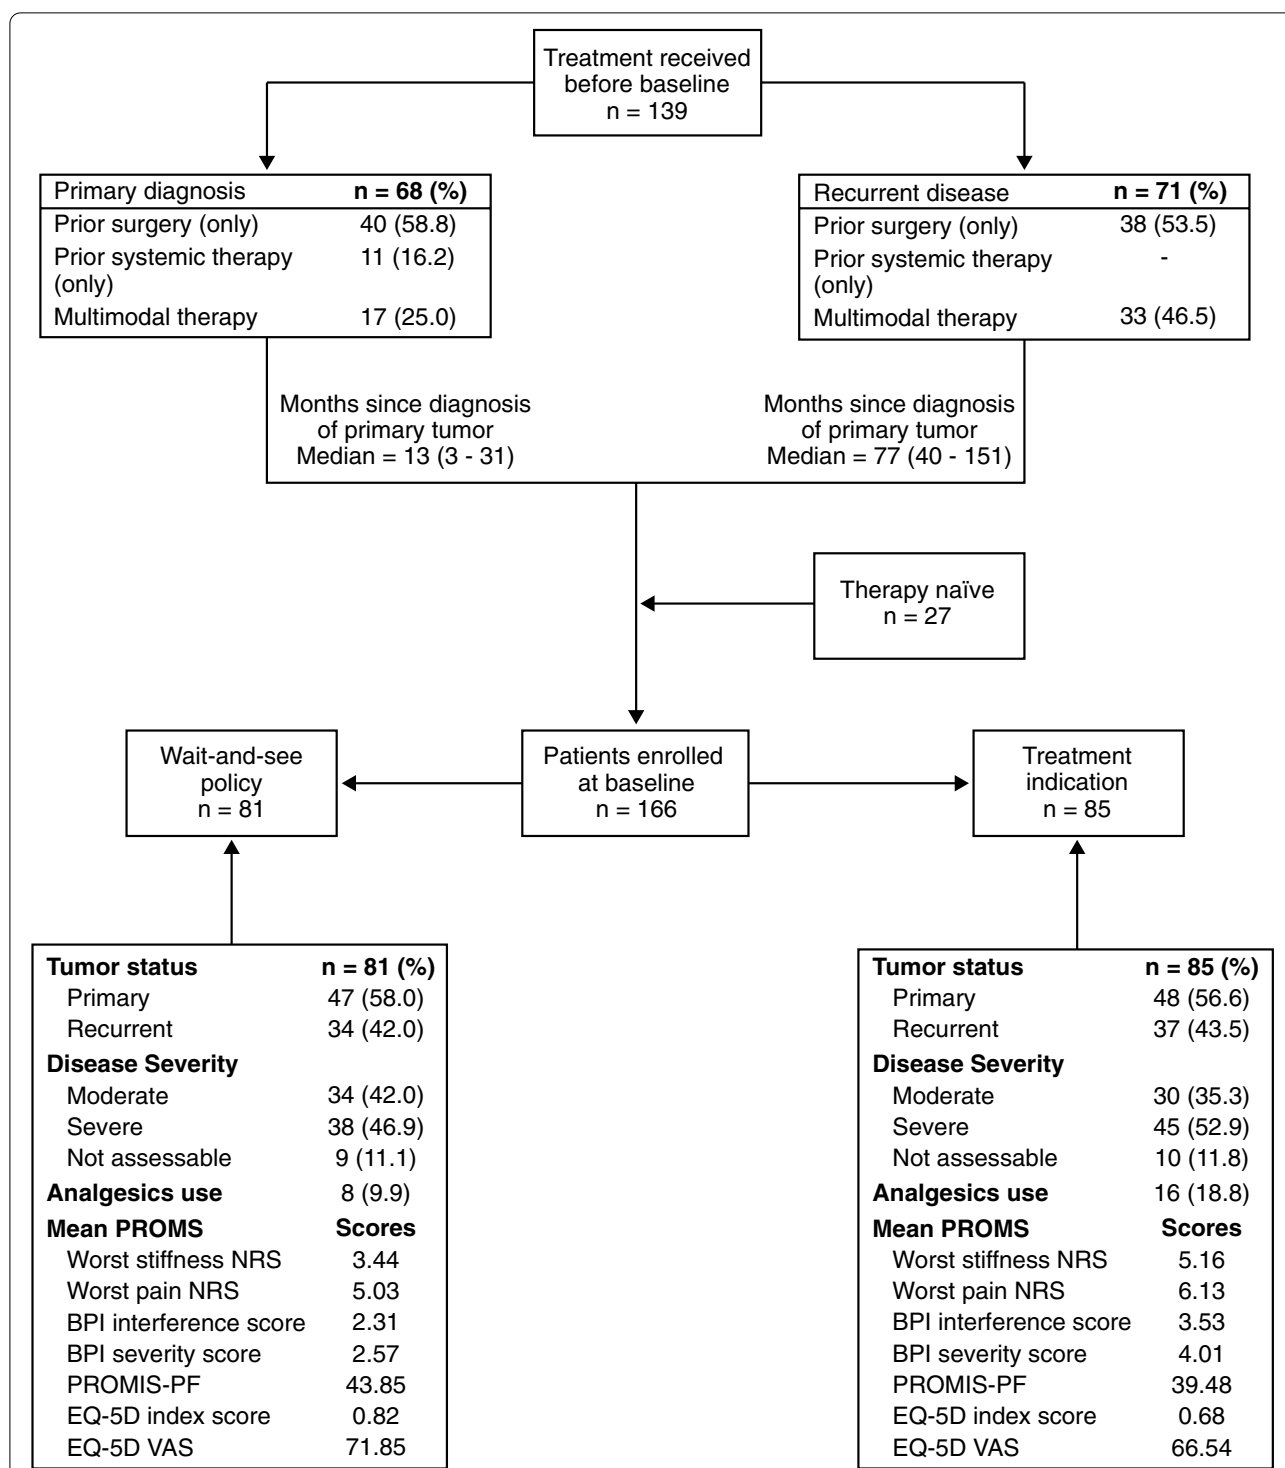 Treatment received
before baseline
n = 139
Primary diagnosis n = 68 (%)
Prior surgery (only) 40 (58.8)
Prior systemic therapy 11 (16.2)
(only)
Multimodal therapy 17 (25.0)
Recurrent disease n = 71 (%)
Prior surgery (only) 38 (53.5)
Prior systemic therapy -
(only)
Multimodal therapy 33 (46.5)
Months since diagnosis
of primary tumor
Median = 13 (3 - 31)
Months since diagnosis
of primary tumor
Median = 77 (40 - 151)
Therapy naïve
n = 27
Wait-and-see
policy
n = 81
Patients enrolled
at baseline
n = 166
Treatment
indication
n = 85
Tumor status n = 81 (%)
Primary 47 (58.0)
Recurrent 34 (42.0)
Disease Severity
Moderate 34 (42.0)
Severe 38 (46.9)
Not assessable 9 (11.1)
Analgesics use 8 (9.9)
Mean PROMS Scores
Worst stiffness NRS 3.44
Worst pain NRS 5.03
BPI interference score 2.31
BPI severity score 2.57
PROMIS-PF 43.85
EQ-5D index score 0.82
EQ-5D VAS 71.85
Tumor status n = 85 (%)
Primary 48 (56.6)
Recurrent 37 (43.5)
Disease Severity
Moderate 30 (35.3)
Severe 45 (52.9)
Not assessable 10 (11.8)
Analgesics use 16 (18.8)
Mean PROMS Scores
Worst stiffness NRS 5.16
Worst pain NRS 6.13
BPI interference score 3.53
BPI severity score 4.01
PROMIS-PF 39.48
EQ-5D index score 0.68
EQ-5D VAS 66.54